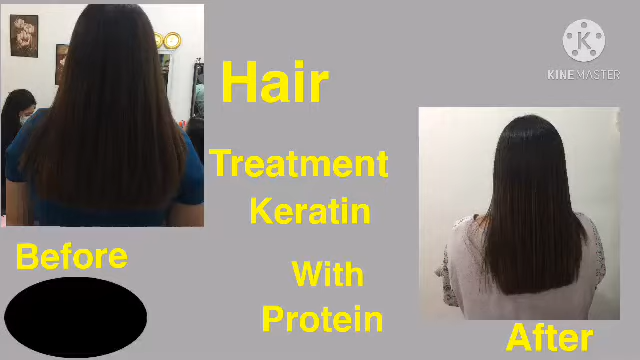 KINEMASTER
Hair
Treatment
Keratin
With
Protein
Before
After